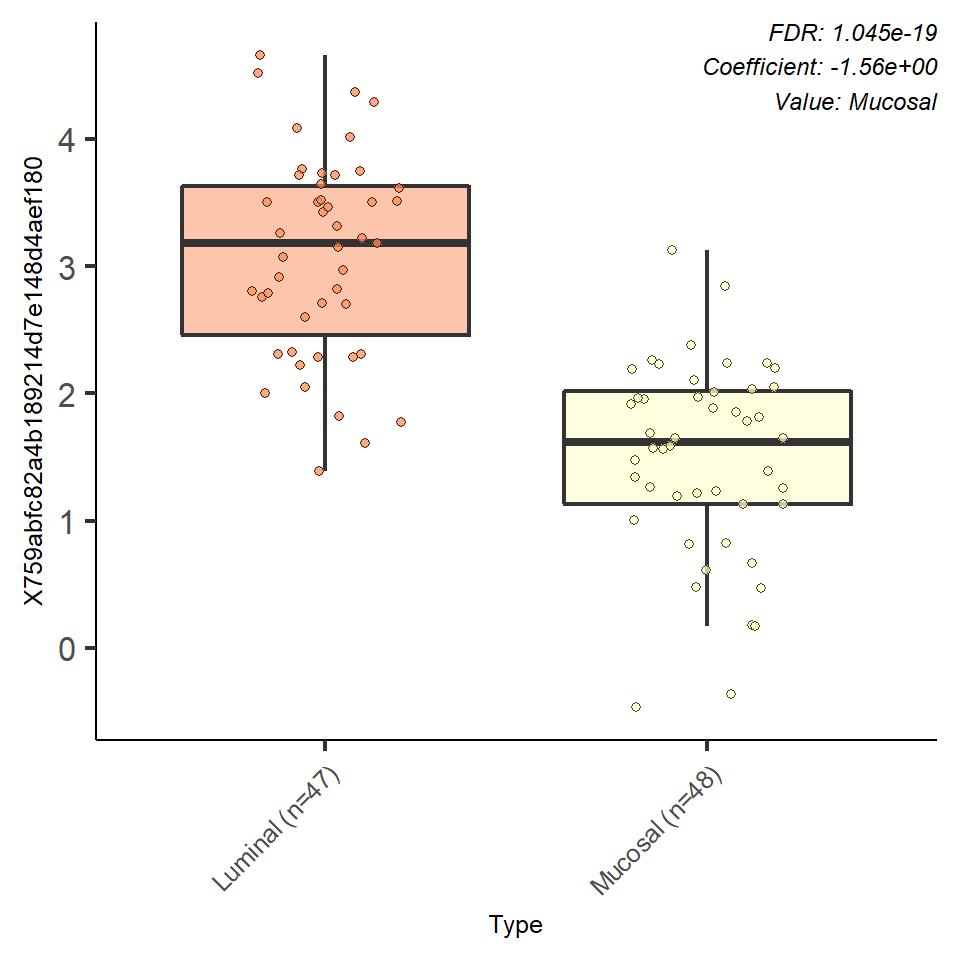 FDR: 1.045e-19
Coefficient: -1.56e+00
Value: Mucosal
X759abfc82a4b189214d7e148d4aef180
4
3
2
1
0
Luminal (n=47)
Mucosal (n=48)
Type